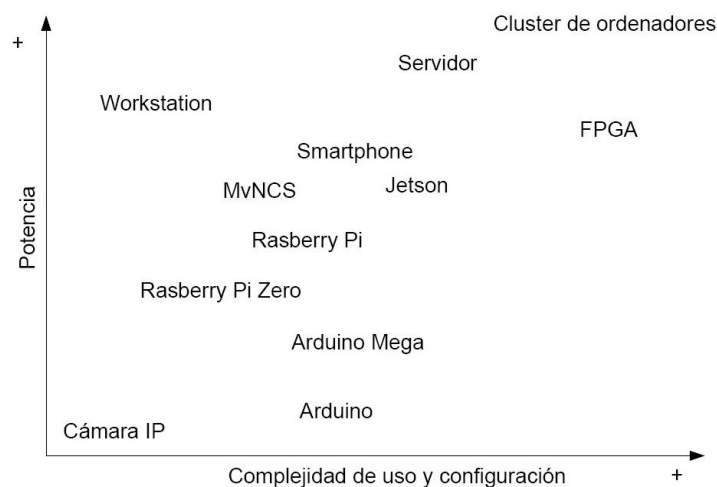 Cluster de ordenadores
+
Servidor
Workstation
FPGA
Smartphone
Jetson
MvNCS
Potencia
Rasberry Pi
Rasberry Pi Zero
Arduino Mega
Arduino
Cámara IP
Complejidad de uso y configuración
+